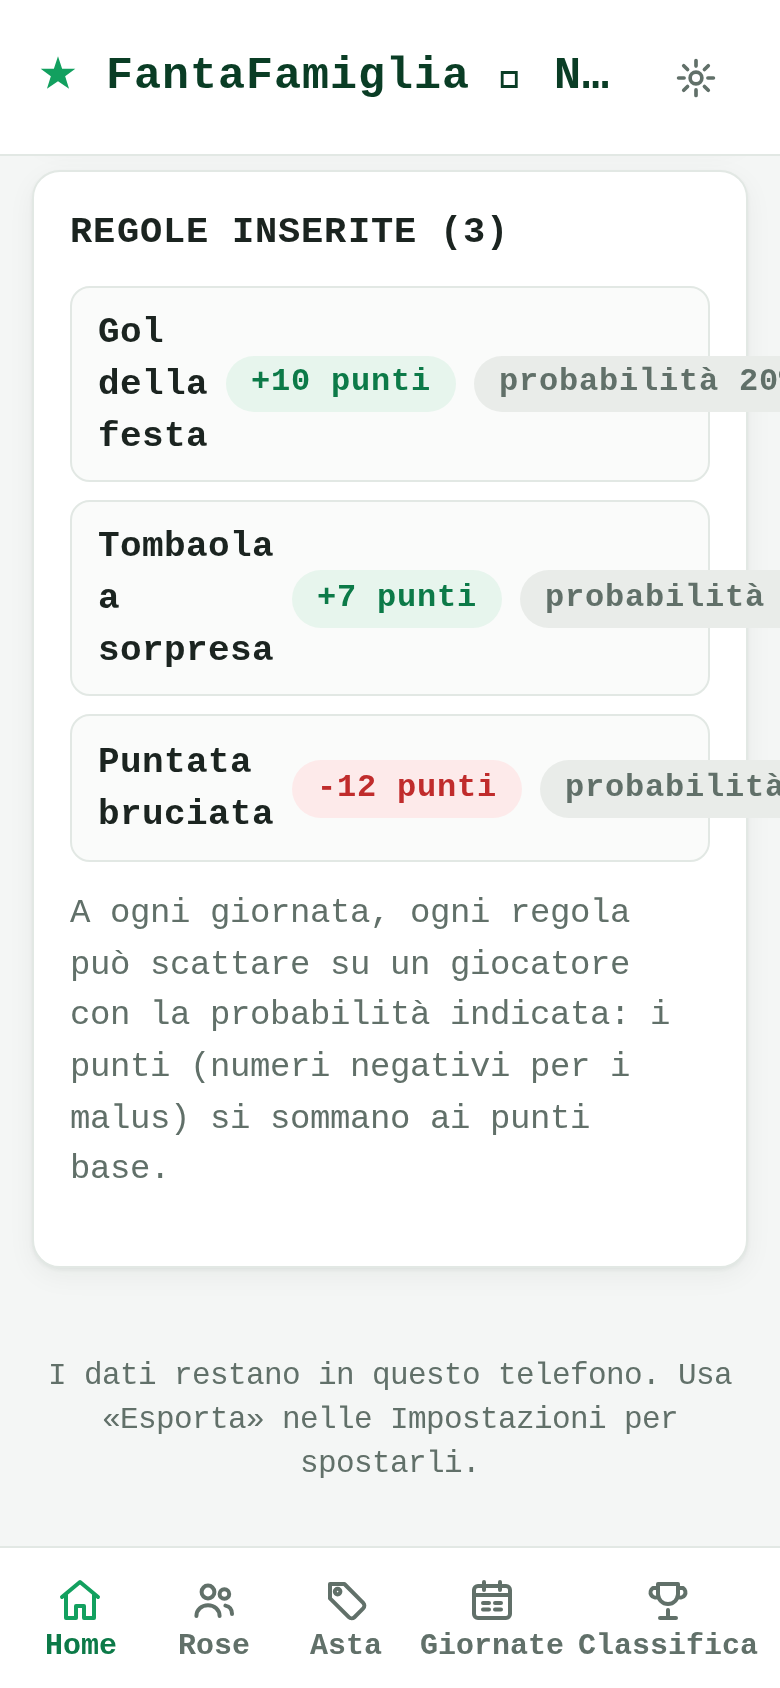 ★ FantaFamiglia □ N…
REGOLE INSERITE (3)
Gol
della
festa
+10 punti
probabilità 20
Tombaola
a
sorpresa
+7 punti
probabilità
Puntata
bruciata
-12 punti
probabilità
A ogni giornata, ogni regola
può scattare su un giocatore
con la probabilità indicata: i
punti (numeri negativi per i
malus) si sommano ai punti
base.
I dati restano in questo telefono. Usa
«Esporta» nelle Impostazioni per
spostarli.
Home
Rose
Asta
Giornate
Classifica